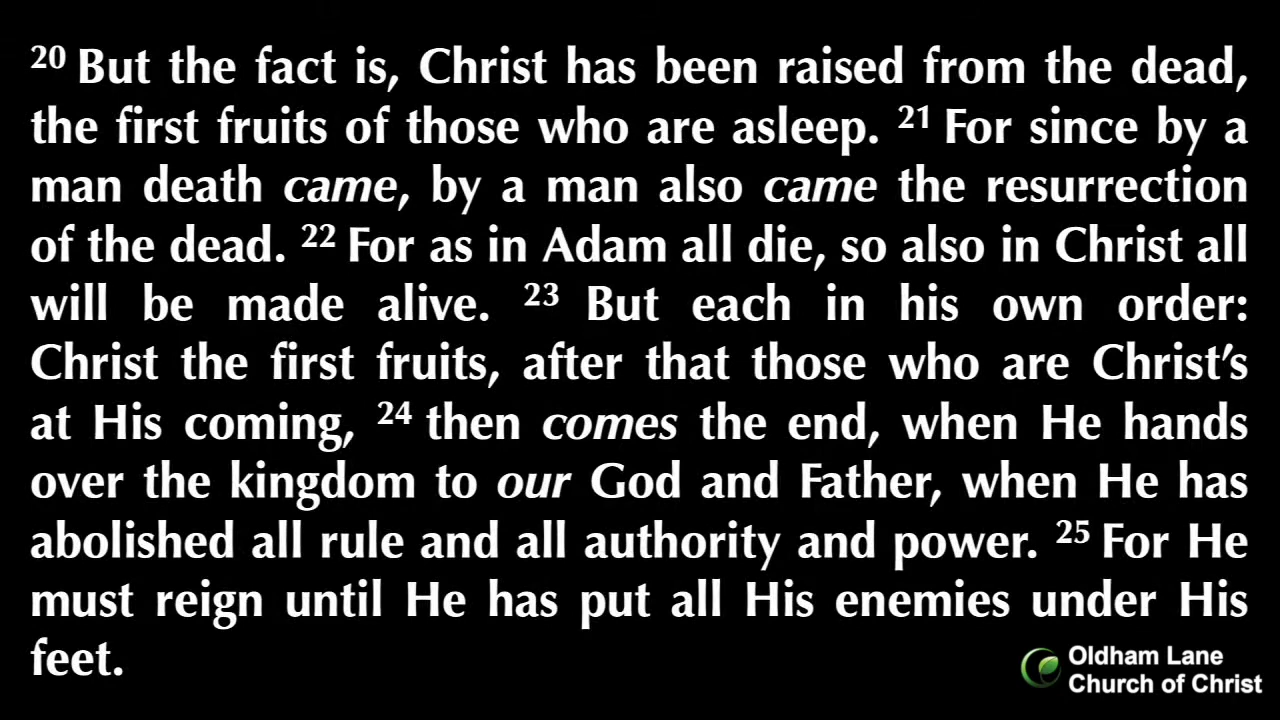 20 But the fact is, Christ has been raised from the dead,
the first fruits of those who are asleep. 21 For since by a
man death came, by a man also came the resurrection
of the dead. 22 For as in Adam all die, so also in Christ all
will be made alive. 23 But each in his own order:
Christ the first fruits, after that those who are Christ’s
at His coming, 24 then comes the end, when He hands
over the kingdom to our God and Father, when He has
abolished all rule and all authority and power. 25 For He
must reign until He has put all His enemies under His
feet.
Oldham Lane
Church of Christ